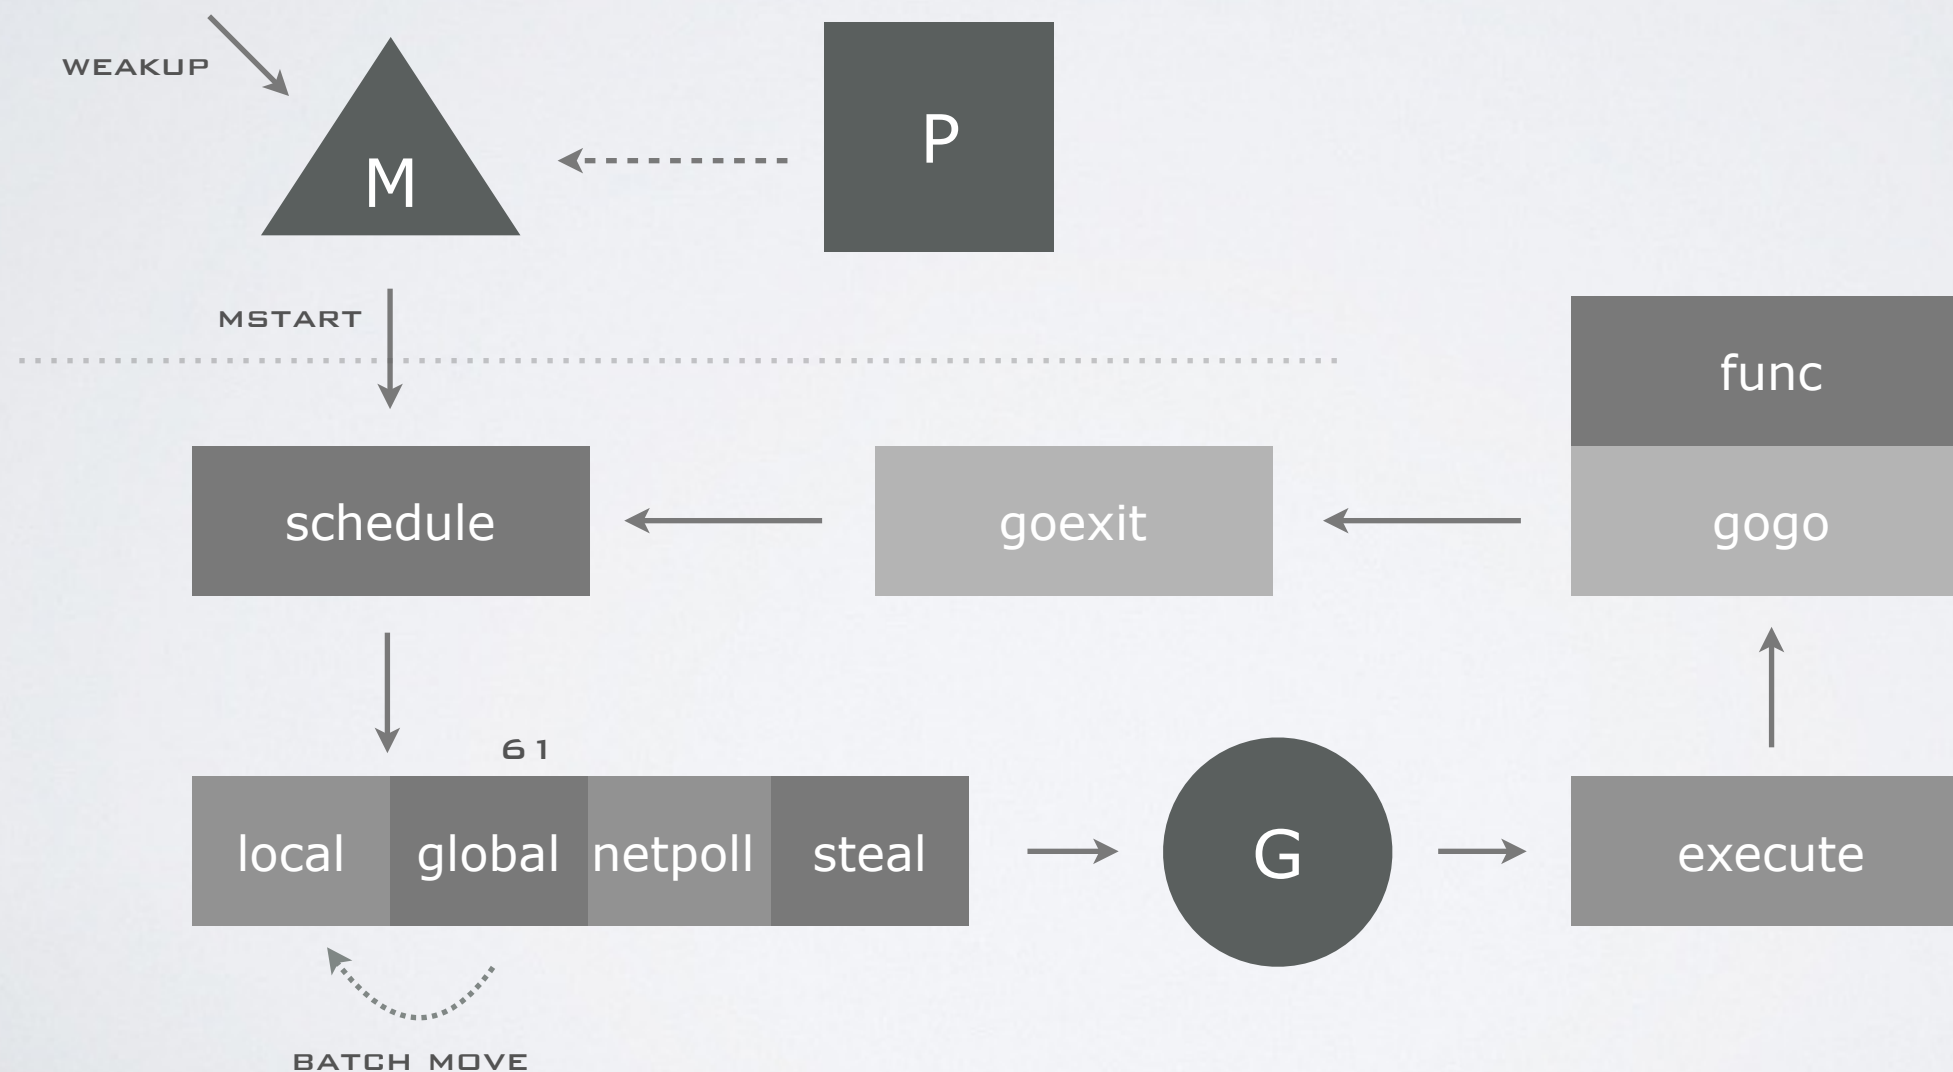 WEAKUP
M
P
MSTART
func
schedule
goexit
gogo
61
local global netpoll steal
G
execute
BATCH MOVE